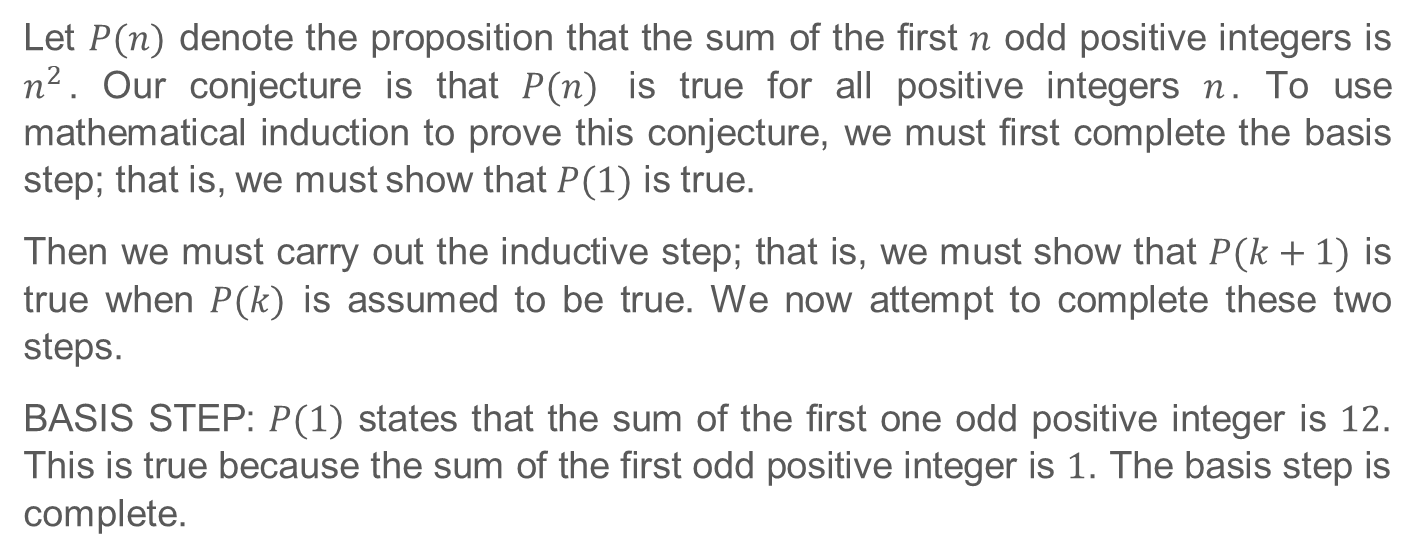 Let P(n) denote the proposition that the sum of the first n odd positive integers is
n². Our conjecture is that P(n) is true for all positive integers n. To use
mathematical induction to prove this conjecture, we must first complete the basis
step; that is, we must show that P(1) is true.
Then we must carry out the inductive step; that is, we must show that P(k + 1) is
true when P(k) is assumed to be true. We now attempt to complete these two
steps.
BASIS STEP: P(1) states that the sum of the first one odd positive integer is 12.
This is true because the sum of the first odd positive integer is 1. The basis step is
complete.